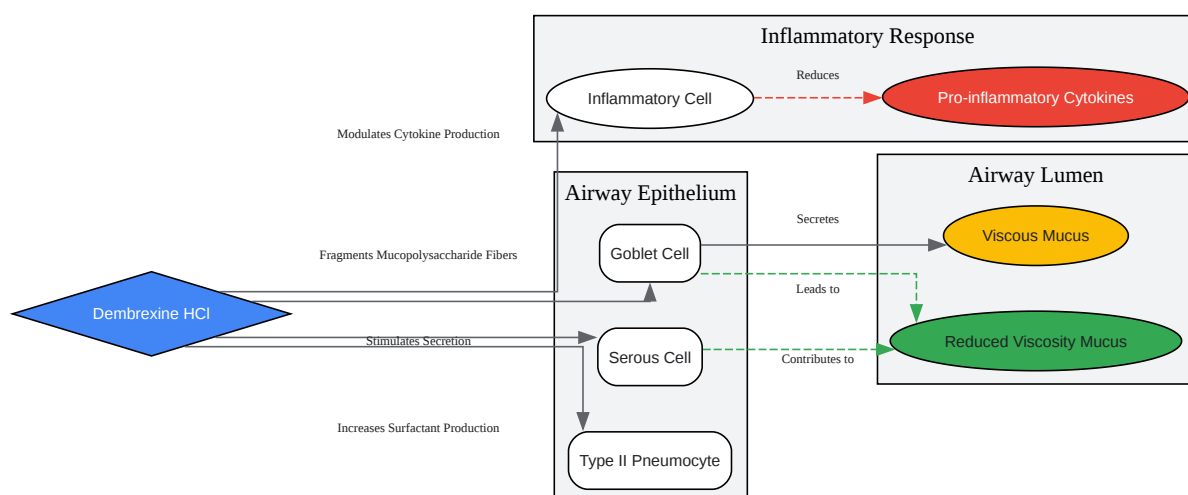 Inflammatory Response
Inflammatory Cell
Reduces
Pro-inflammatory Cytokines
Modulates Cytokine Production
Airway Epithelium
Airway Lumen
Goblet Cell
Secretes
Viscous Mucus
Fragments Mucopolysaccharide Fibers
Leads to
Dembrexine HCl
Stimulates Secretion
Serous Cell
Contributes to
Reduced Viscosity Mucus
Increases Surfactant Production
Type II Pneumocyte